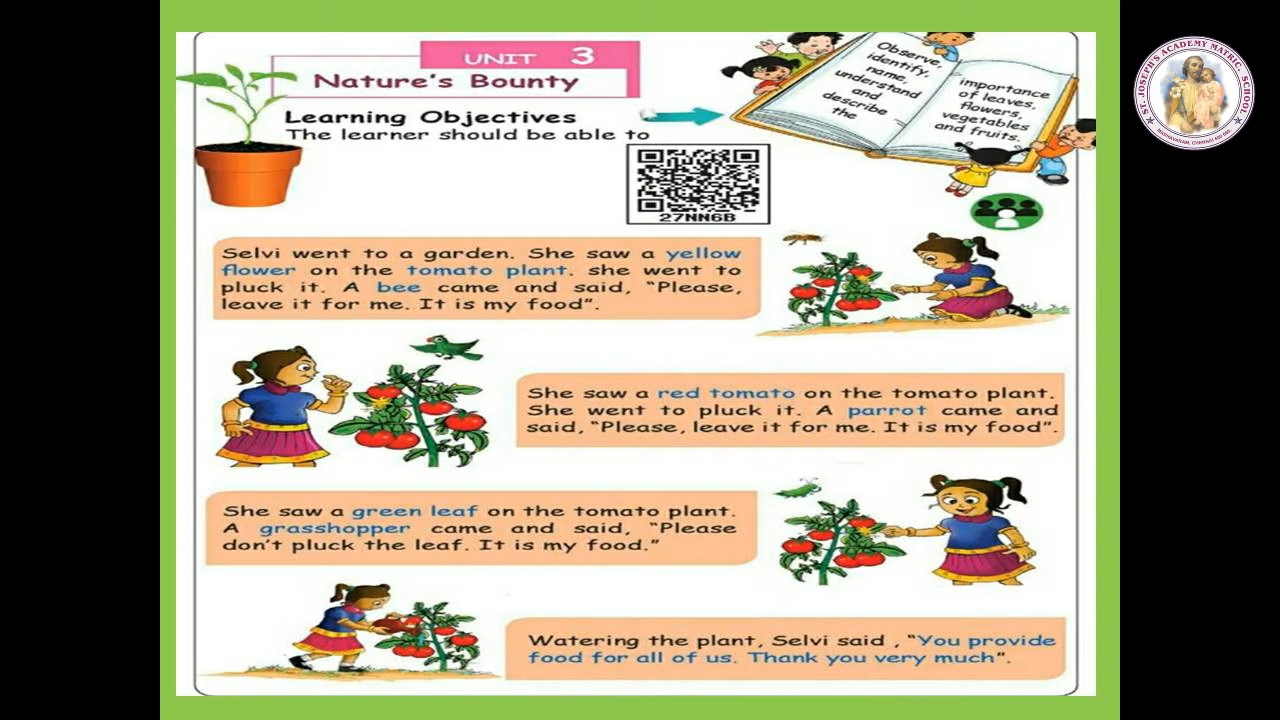 UNIT 3
Nature's Bounty
Learning Objectives
The learner should be able to
Observe,
identify,
name,
understand
and
describe
the
importance
of leaves,
flowers,
vegetables
and fruits.
27NN6B
Selvi went to a garden. She saw a yellow
flower on the tomato plant. she went to
pluck it. A bee came and said, “Please,
leave it for me. It is my food”.
She saw a red tomato on the tomato plant.
She went to pluck it. A parrot came and
said, “Please, leave it for me. It is my food”.
She saw a green leaf on the tomato plant.
A grasshopper came and said, “Please
don't pluck the leaf. It is my food.”
Watering the plant, Selvi said , “You provide
food for all of us. Thank you very much”.
ST. JOSEPH'S ACADEMY MATRIC. SCHOOL